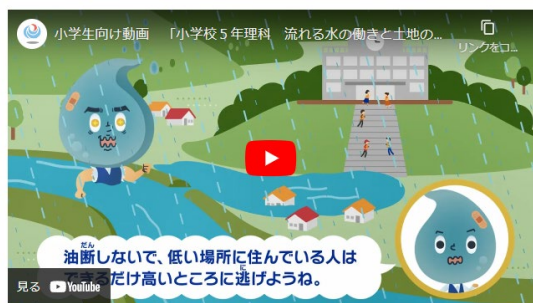 小学生向け動画 「小学校5年理科 流れる水の働きと土地の...
リンクをコ...
油断しないで、低い場所に住んでいる人は
できるだけ高いところに逃げようね。
見る YouTube